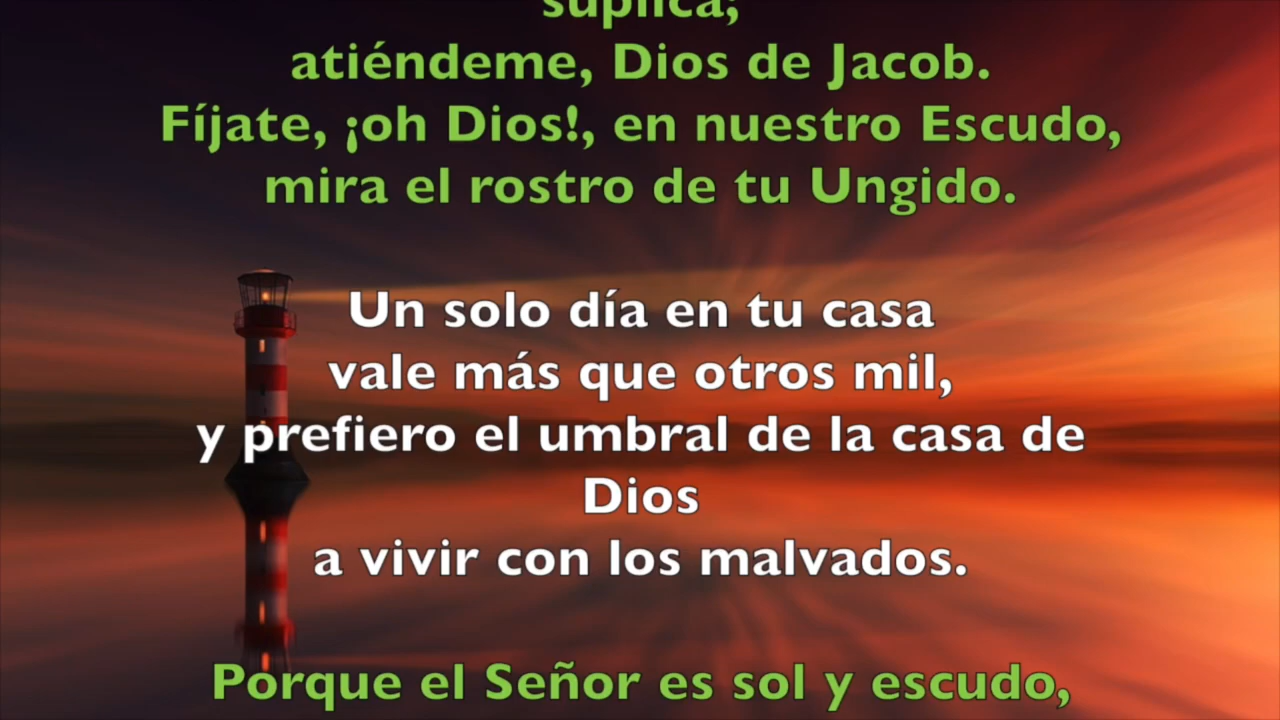 súplica;
atiéndeme, Dios de Jacob.
Fíjate, ¡oh Dios!, en nuestro Escudo,
mira el rostro de tu Ungido.
Un solo día en tu casa
vale más que otros mil,
y prefiero el umbral de la casa de
Dios
a vivir con los malvados.
Porque el Señor es sol y escudo,